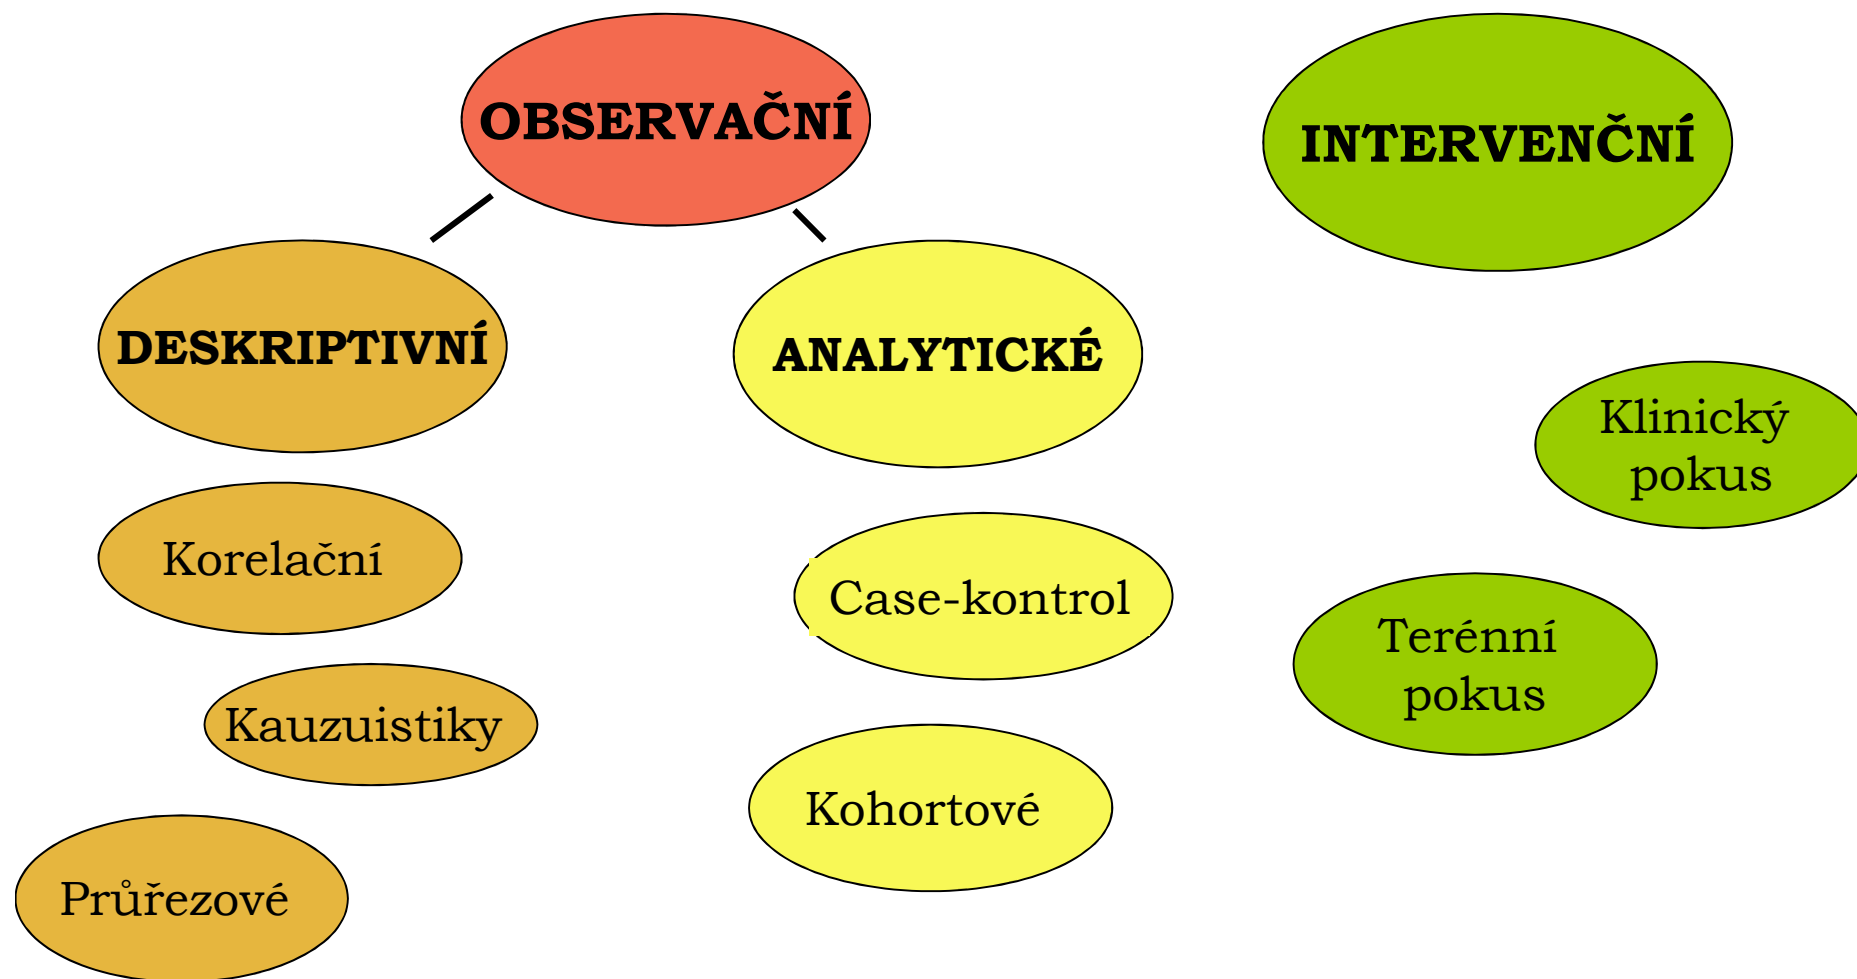 OBSERVAČNÍ
INTERVENČNÍ
DESKRIPTIVNÍ
ANALYTICKÉ
Klinický
pokus
Korelační
Case-kontrol
Terénní
pokus
Kauzuistiky
Kohortové
Průřezové